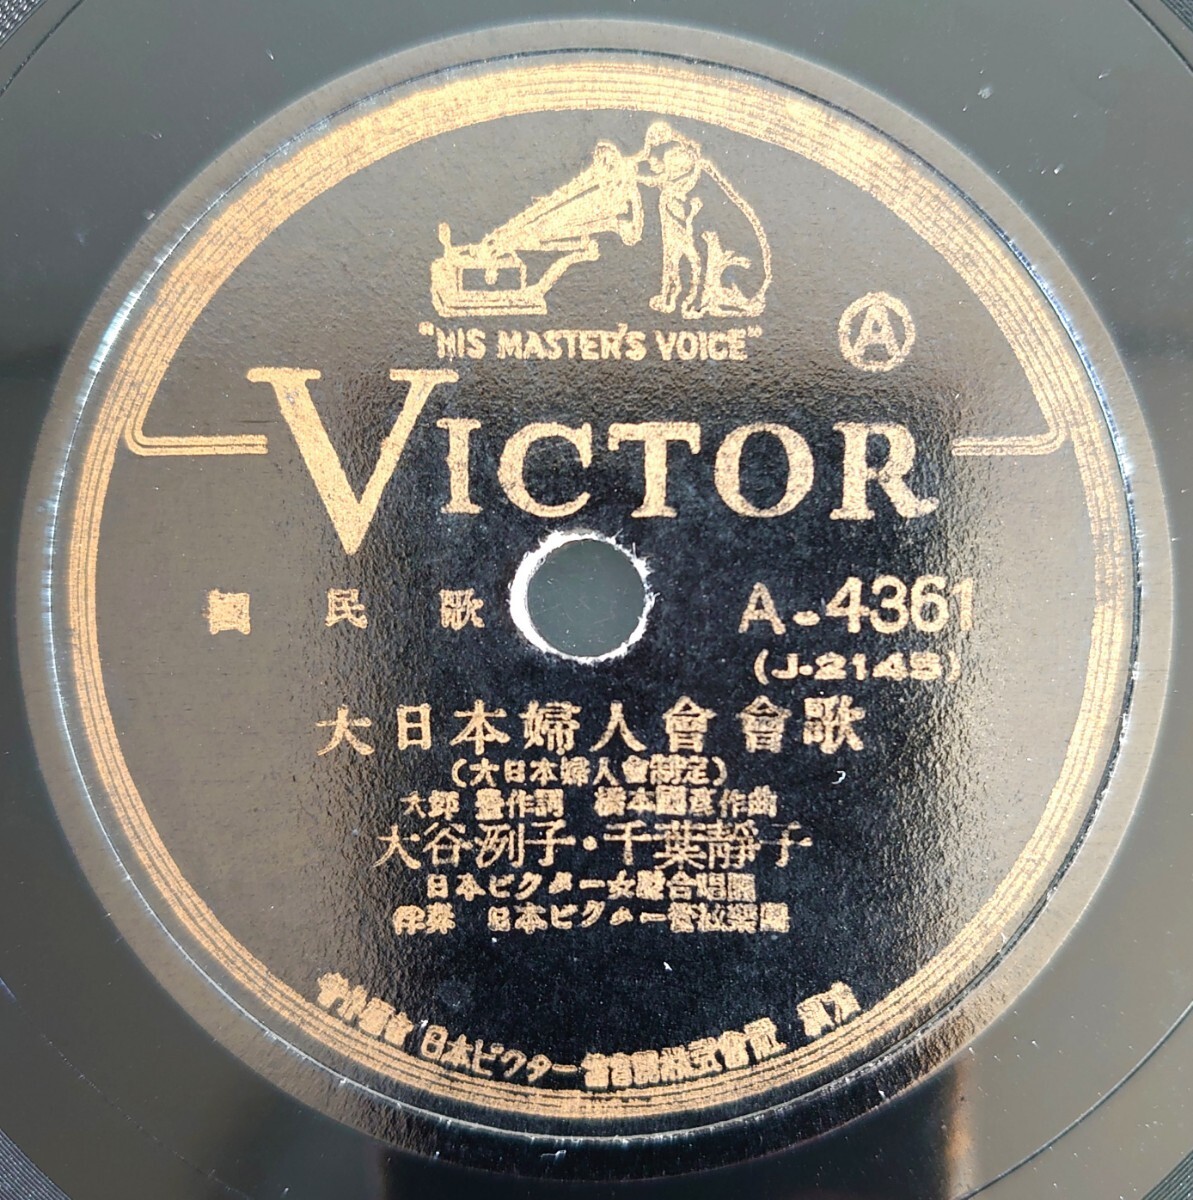 "HIS MASTER'S VOICE"
Ⓐ
VICTOR
國民歌
A-4361
大日本婦人會會歌
(大日本婦人會制定)
作詞 橋本國彦作曲
大谷冽子・千葉靜子
日本ビクター女聲合唱團
伴奏 日本ビクター管絃樂團
日本ビクター蓄音器株式會社